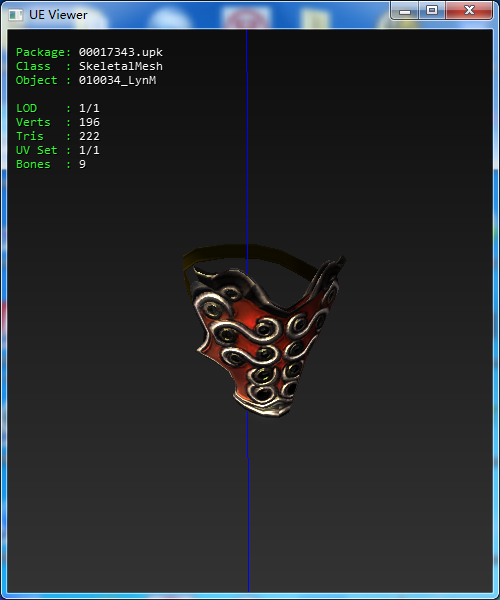 UE Viewer
Package: 00017343.upk
Class : SkeletalMesh
Object : 010034_LynM
LOD : 1/1
Verts : 196
Tris : 222
UV Set : 1/1
Bones : 9